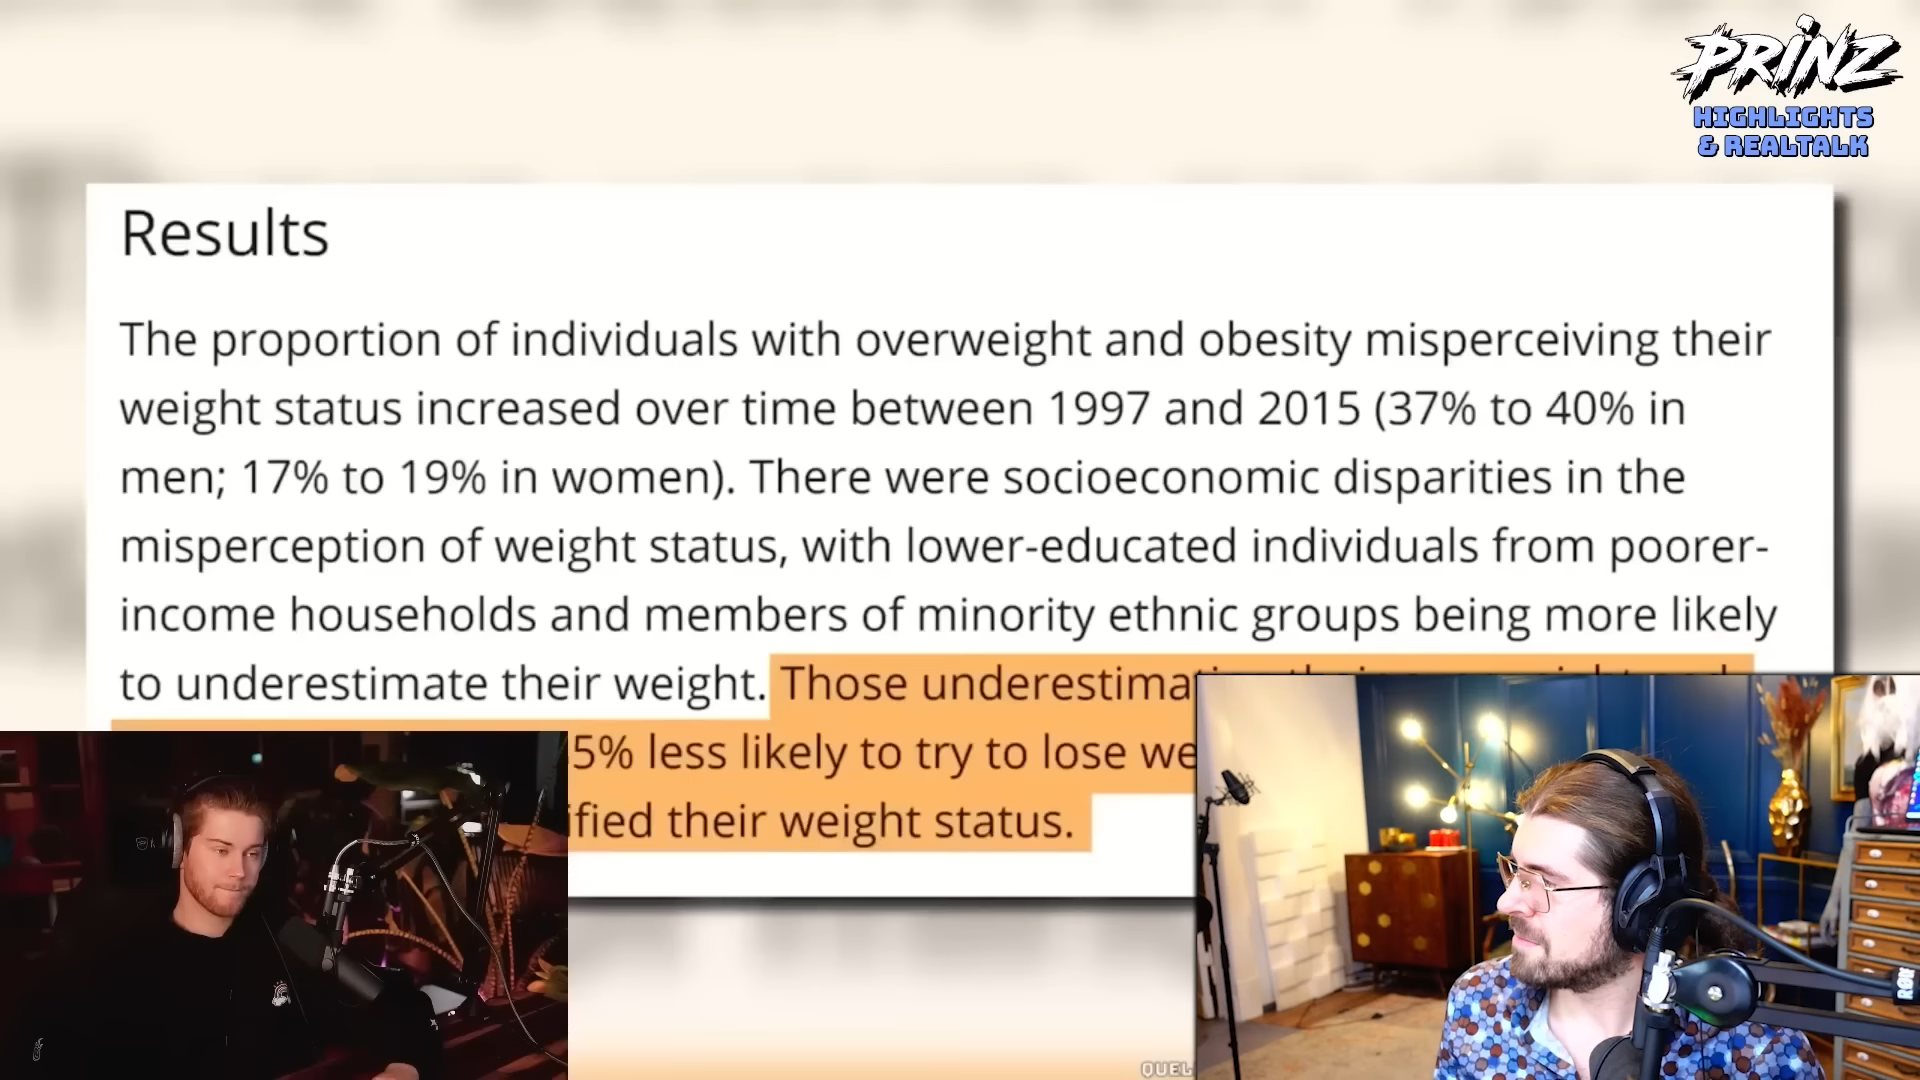 PRINZ
HIGHLIGHTS
& REALTALK
Results
The proportion of individuals with overweight and obesity misperceiving their
weight status increased over time between 1997 and 2015 (37% to 40% in
men; 17% to 19% in women). There were socioeconomic disparities in the
misperception of weight status, with lower-educated individuals from poorer-
income households and members of minority ethnic groups being more likely
to underestimate their weight. Those underestima
5% less likely to try to lose we
ified their weight status.
QUEL
RØDE